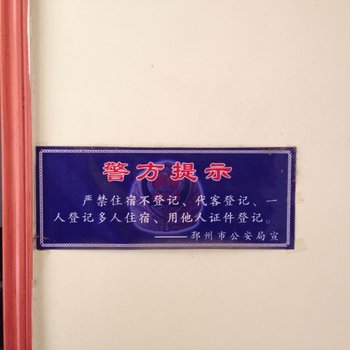 警方提示
严禁住宿不登记、代客登记、一
人登记多人住宿、用他人证件登记。
——邳州市公安局宣